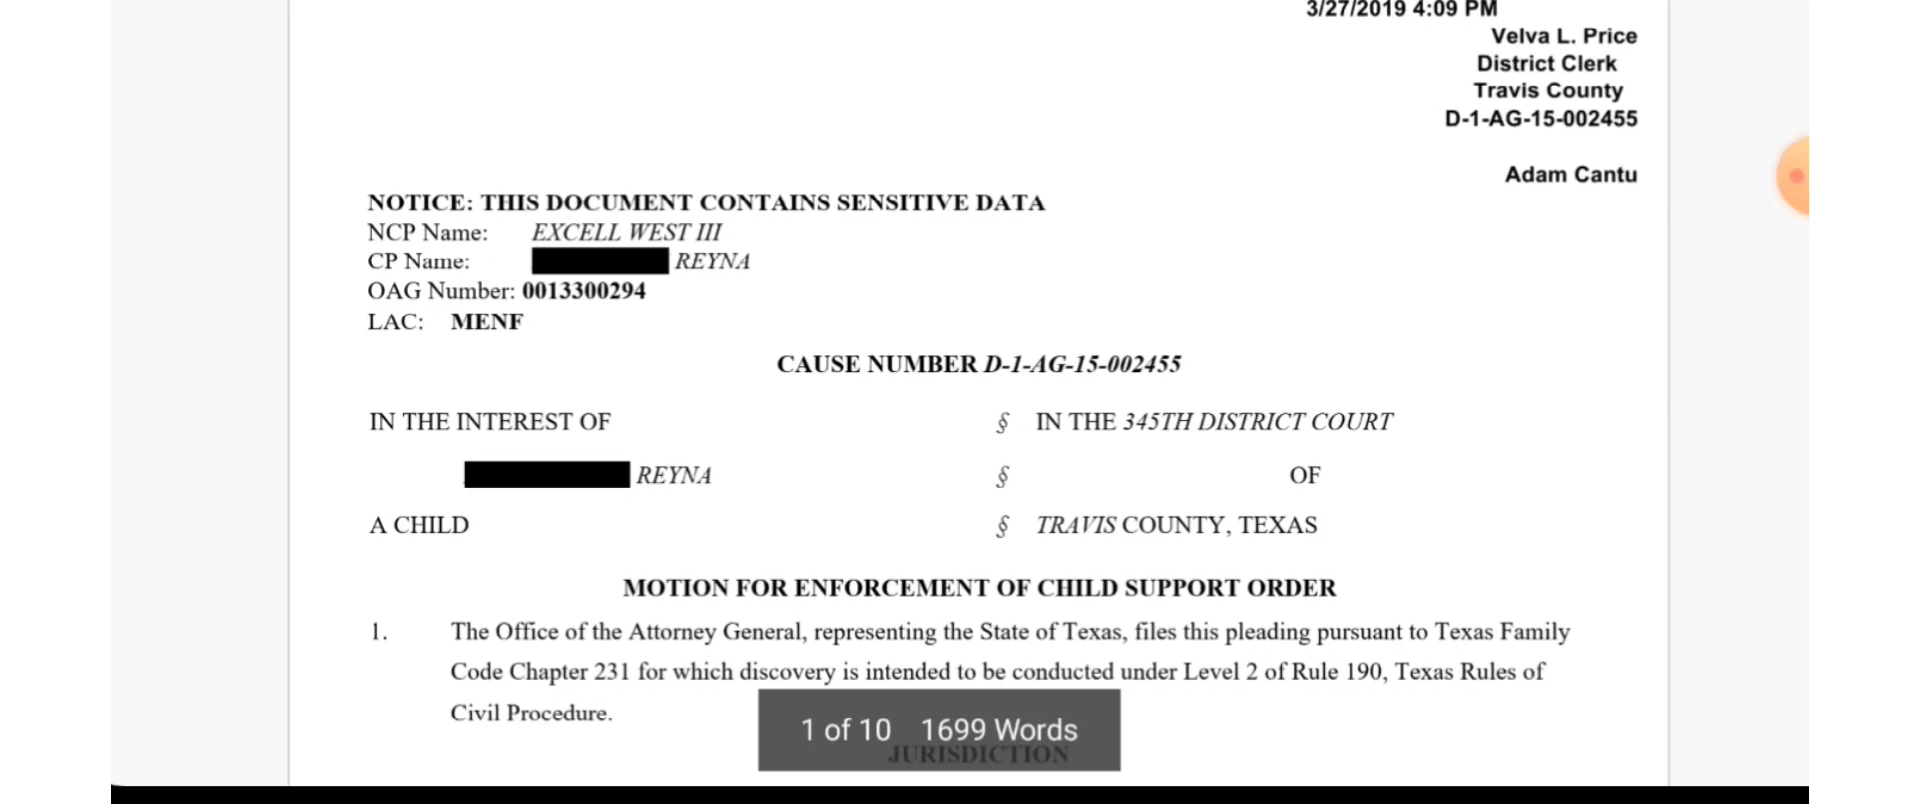 3/27/2019 4:09 PM
Velva L. Price
District Clerk
Travis County
D-1-AG-15-002455
Adam Cantu
NOTICE: THIS DOCUMENT CONTAINS SENSITIVE DATA
NCP Name: EXCELL WEST III
CP Name: REYNA
OAG Number: 0013300294
LAC: MENF
CAUSE NUMBER D-1-AG-15-002455
IN THE INTEREST OF § IN THE 345TH DISTRICT COURT
REYNA § OF
A CHILD § TRAVIS COUNTY, TEXAS
MOTION FOR ENFORCEMENT OF CHILD SUPPORT ORDER
1. The Office of the Attorney General, representing the State of Texas, files this pleading pursuant to Texas Family
Code Chapter 231 for which discovery is intended to be conducted under Level 2 of Rule 190, Texas Rules of
Civil Procedure.
1 of 10 1699 Words
JURISDICTION